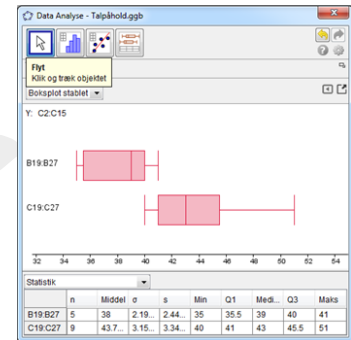 Data Analyse - Talpåhold.ggb
Flyt
Klik og træk objektet
Boksplot stablet
Y: C2:C15
B19:B27
C19:C27
32 34 36 38 40 42 44 46 48 50 52 54
Statistik
n Middel σ s Min Q1 Medi... Q3 Maks
B19:B27 5 38 2.19... 2.44... 35 35.5 39 40 41
C19:C27 9 43.7... 3.15... 3.34... 40 41 43 45.5 51